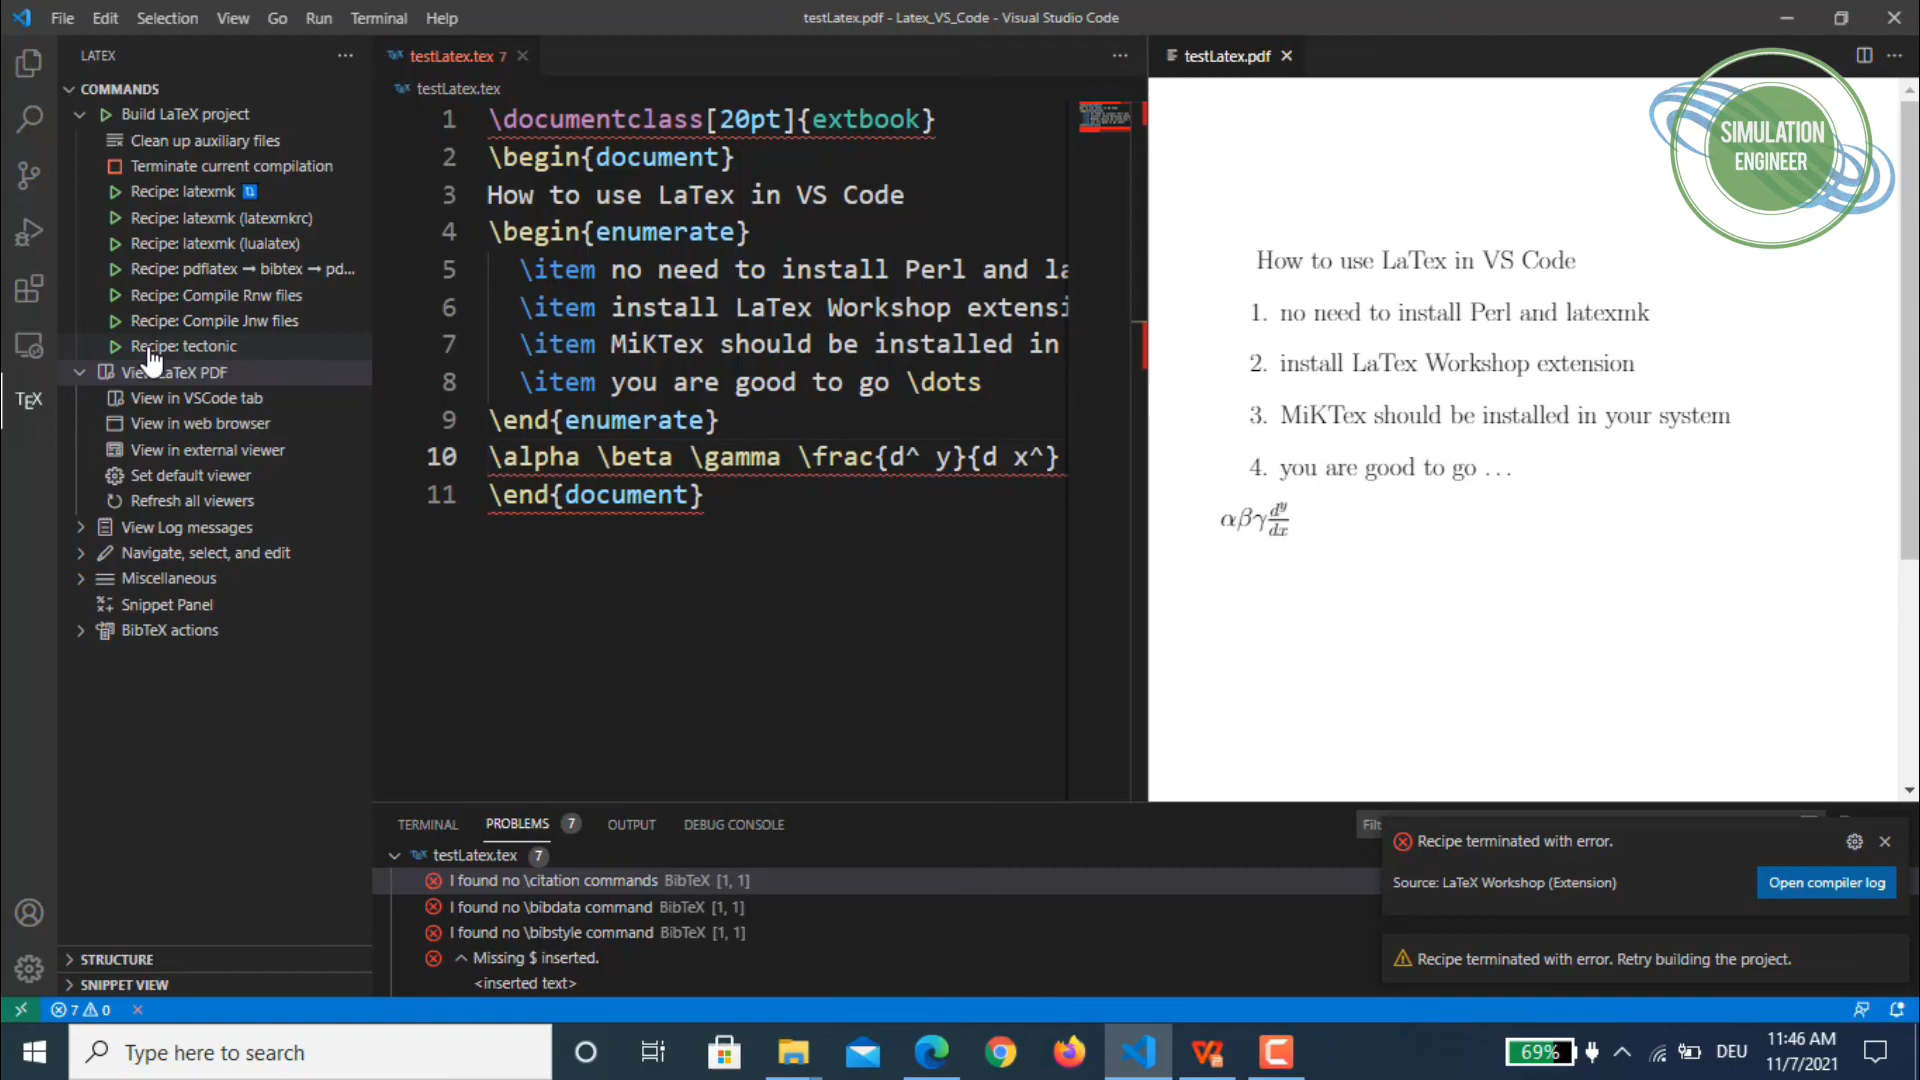 File Edit Selection View Go Run Terminal Help
testLatex.pdf - Latex_VS_Code - Visual Studio Code
LATEX
COMMANDS
Build LaTeX project
Clean up auxiliary files
Terminate current compilation
Recipe: latexmk
Recipe: latexmk (latexmkrc)
Recipe: latexmk (lualatex)
Recipe: pdflatex → bibtex → pd...
Recipe: Compile Rnw files
Recipe: Compile Jnw files
Recipe: tectonic
View LaTeX PDF
View in VSCode tab
View in web browser
View in external viewer
Set default viewer
Refresh all viewers
View Log messages
Navigate, select, and edit
Miscellaneous
Snippet Panel
BibTeX actions
STRUCTURE
SNIPPET VIEW
TEX
testLatex.tex 7
testLatex.tex
1 \documentclass[20pt]{extbook}
2 \begin{document}
3 How to use LaTex in VS Code
4 \begin{enumerate}
5 \item no need to install Perl and la
6 \item install LaTex Workshop extensi
7 \item MiKTex should be installed in
8 \item you are good to go \dots
9 \end{enumerate}
10 \alpha \beta \gamma \frac{d^ y}{d x^}
11 \end{document}
testLatex.pdf
SIMULATION
ENGINEER
How to use LaTex in VS Code
1. no need to install Perl and latexmk
2. install LaTex Workshop extension
3. MiKTex should be installed in your system
4. you are good to go . . .
αβγ d^y/dx
TERMINAL PROBLEMS 7 OUTPUT DEBUG CONSOLE
Filt
testLatex.tex 7
I found no \citation commands BibTeX [1, 1]
I found no \bibdata command BibTeX [1, 1]
I found no \bibstyle command BibTeX [1, 1]
Missing $ inserted.
<inserted text>
Recipe terminated with error.
Source: LaTeX Workshop (Extension)
Open compiler log
Recipe terminated with error. Retry building the project.
7 0
Type here to search
69%
DEU
11:46 AM
11/7/2021